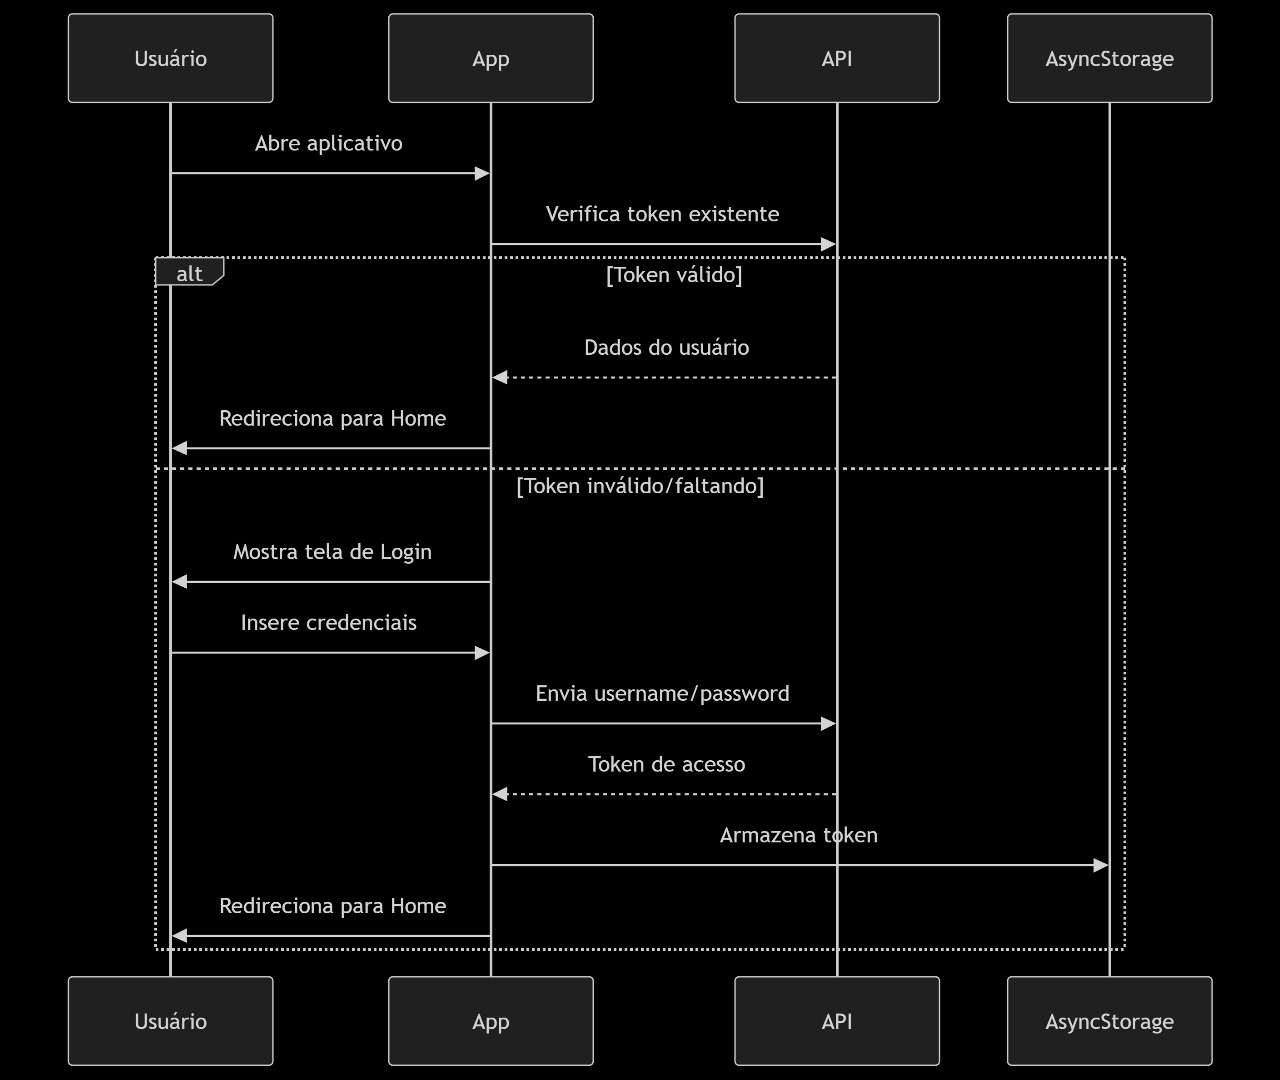 Usuário
App
API
AsyncStorage
Abre aplicativo
Verifica token existente
alt
[Token válido]
Dados do usuário
Redireciona para Home
[Token inválido/faltando]
Mostra tela de Login
Insere credenciais
Envia username/password
Token de acesso
Armazena token
Redireciona para Home
Usuário
App
API
AsyncStorage